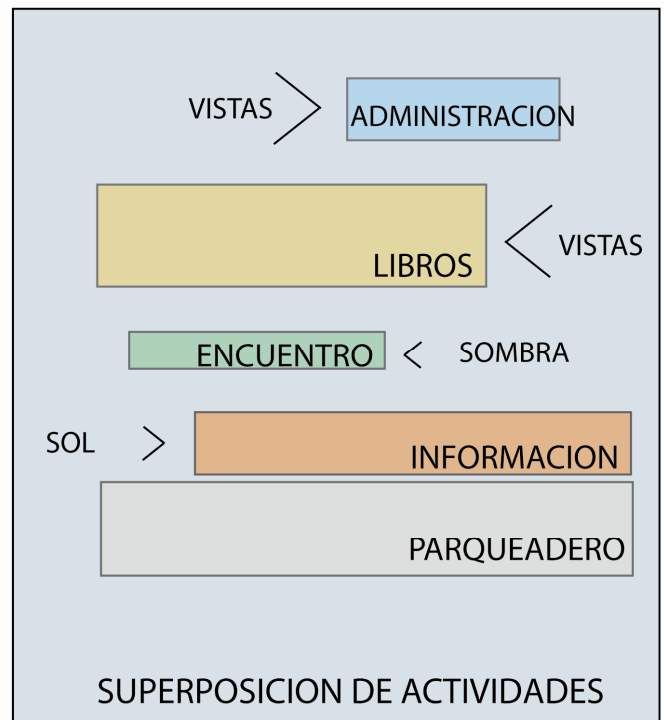 VISTAS
ADMINISTRACION
LIBROS
VISTAS
ENCUENTRO
SOMBRA
SOL
INFORMACION
PARQUEADERO
SUPERPOSICION DE ACTIVIDADES